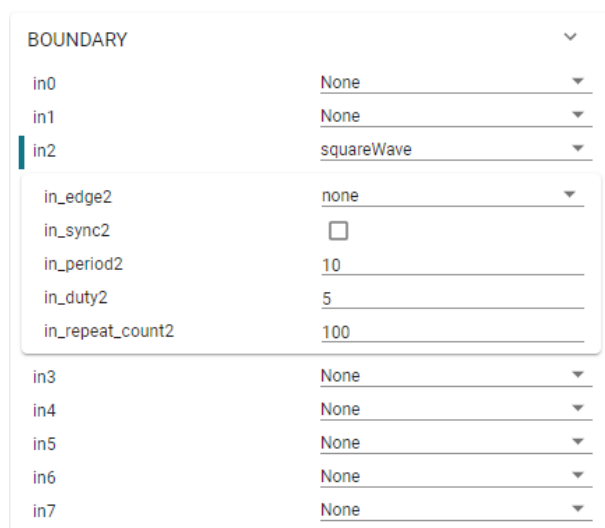 BOUNDARY
in0 None
in1 None
in2 squareWave
in_edge2 none
in_sync2
in_period2 10
in_duty2 5
in_repeat_count2 100
in3 None
in4 None
in5 None
in6 None
in7 None